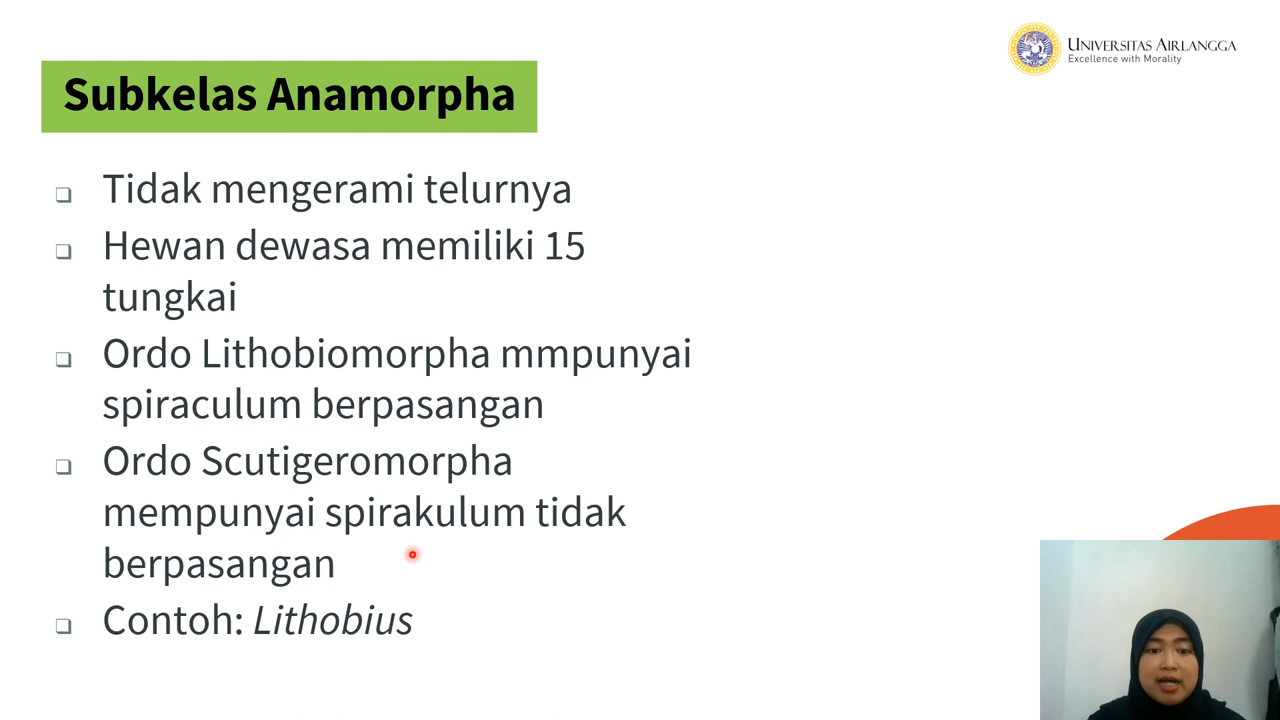 UNIVERSITAS AIRLANGGA
Excellence with Morality
Subkelas Anamorpha
❑ Tidak mengerami telurnya
❑ Hewan dewasa memiliki 15
tungkai
❑ Ordo Lithobiomorpha mmpunyai
spiraculum berpasangan
❑ Ordo Scutigeromorpha
mempunyai spirakulum tidak
berpasangan
❑ Contoh: Lithobius